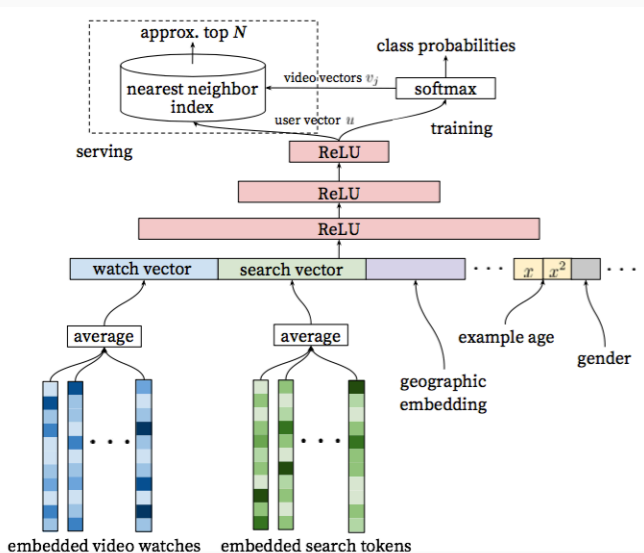 approx. top N
class probabilities
nearest neighbor
index
video vectors v_j
softmax
user vector u
training
serving
ReLU
ReLU
ReLU
watch vector
search vector
...
x
x²
...
average
average
example age
gender
geographic
embedding
...
...
embedded video watches
embedded search tokens